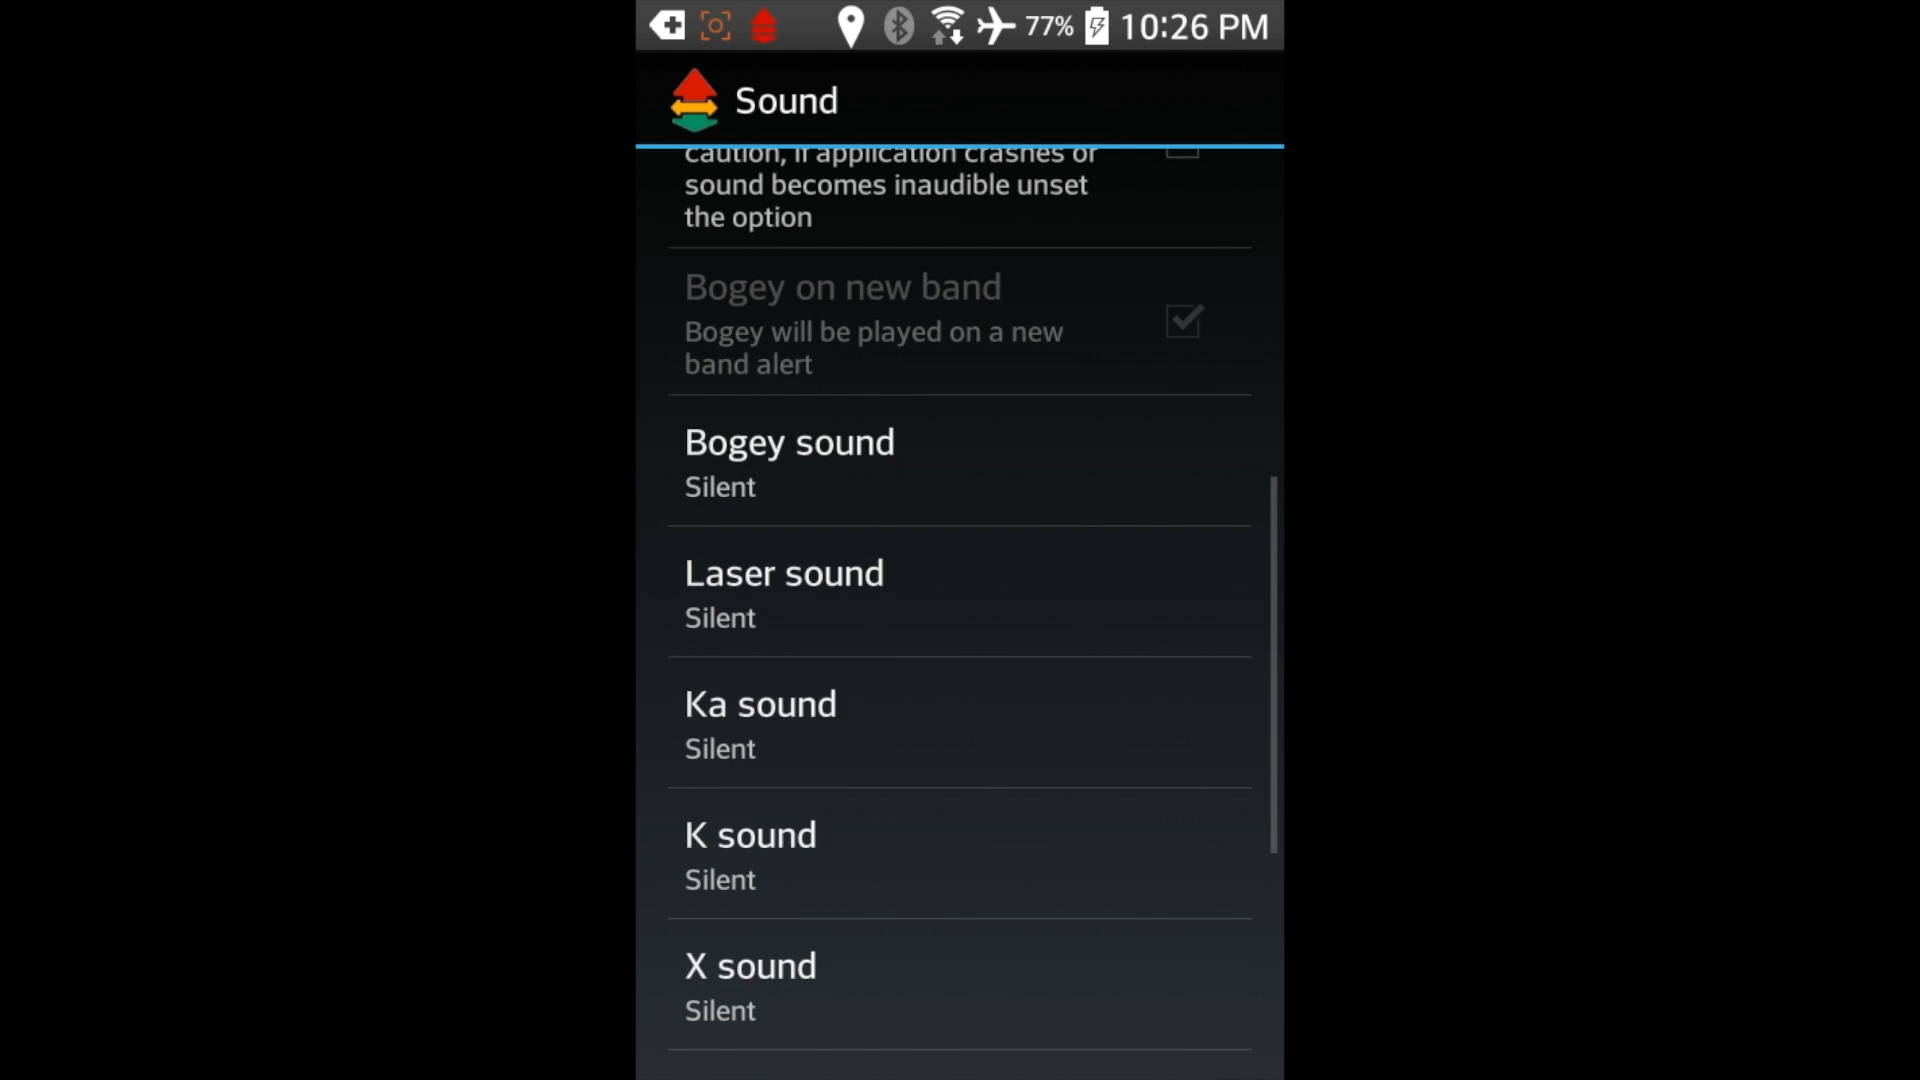 77% 10:26 PM
Sound
caution, if application crashes or
sound becomes inaudible unset
the option
Bogey on new band
Bogey will be played on a new
band alert
Bogey sound
Silent
Laser sound
Silent
Ka sound
Silent
K sound
Silent
X sound
Silent